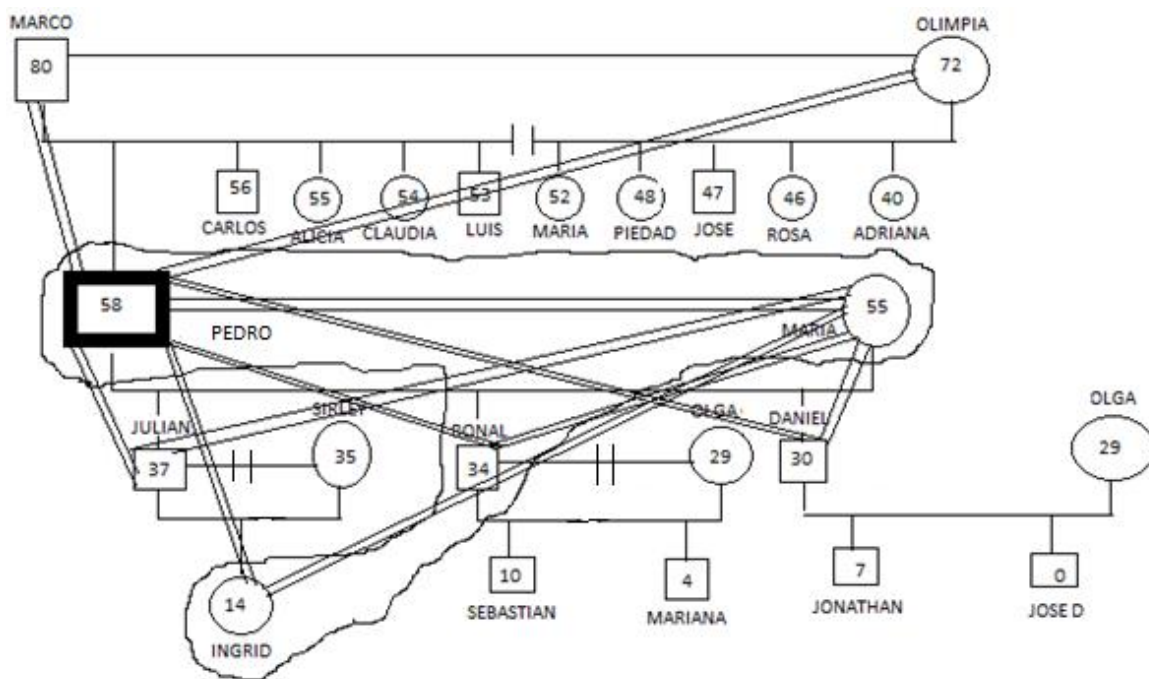 MARCO
OLIMPIA
80
72
56
55
54
53
52
48
47
46
40
CARLOS
ALICIA
CLAUDIA
LUIS
MARIA
PIEDAD
JOSE
ROSA
ADRIANA
58
55
PEDRO
MARIA
JULIAN
SIRLEY
RONAL
OLGA
DANIEL
OLGA
37
35
34
29
30
29
14
10
4
7
0
INGRID
SEBASTIAN
MARIANA
JONATHAN
JOSE D